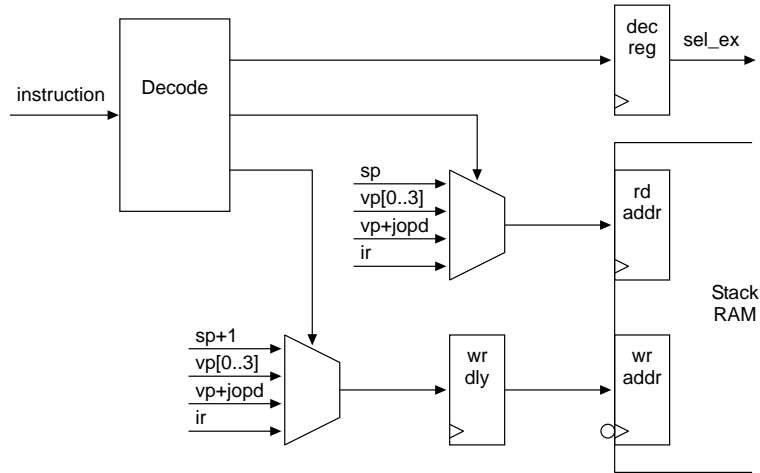 dec
reg
sel_ex
instruction
Decode
sp
vp[0..3]
vp+jopd
ir
rd
addr
Stack
RAM
sp+1
vp[0..3]
vp+jopd
ir
wr
dly
wr
addr